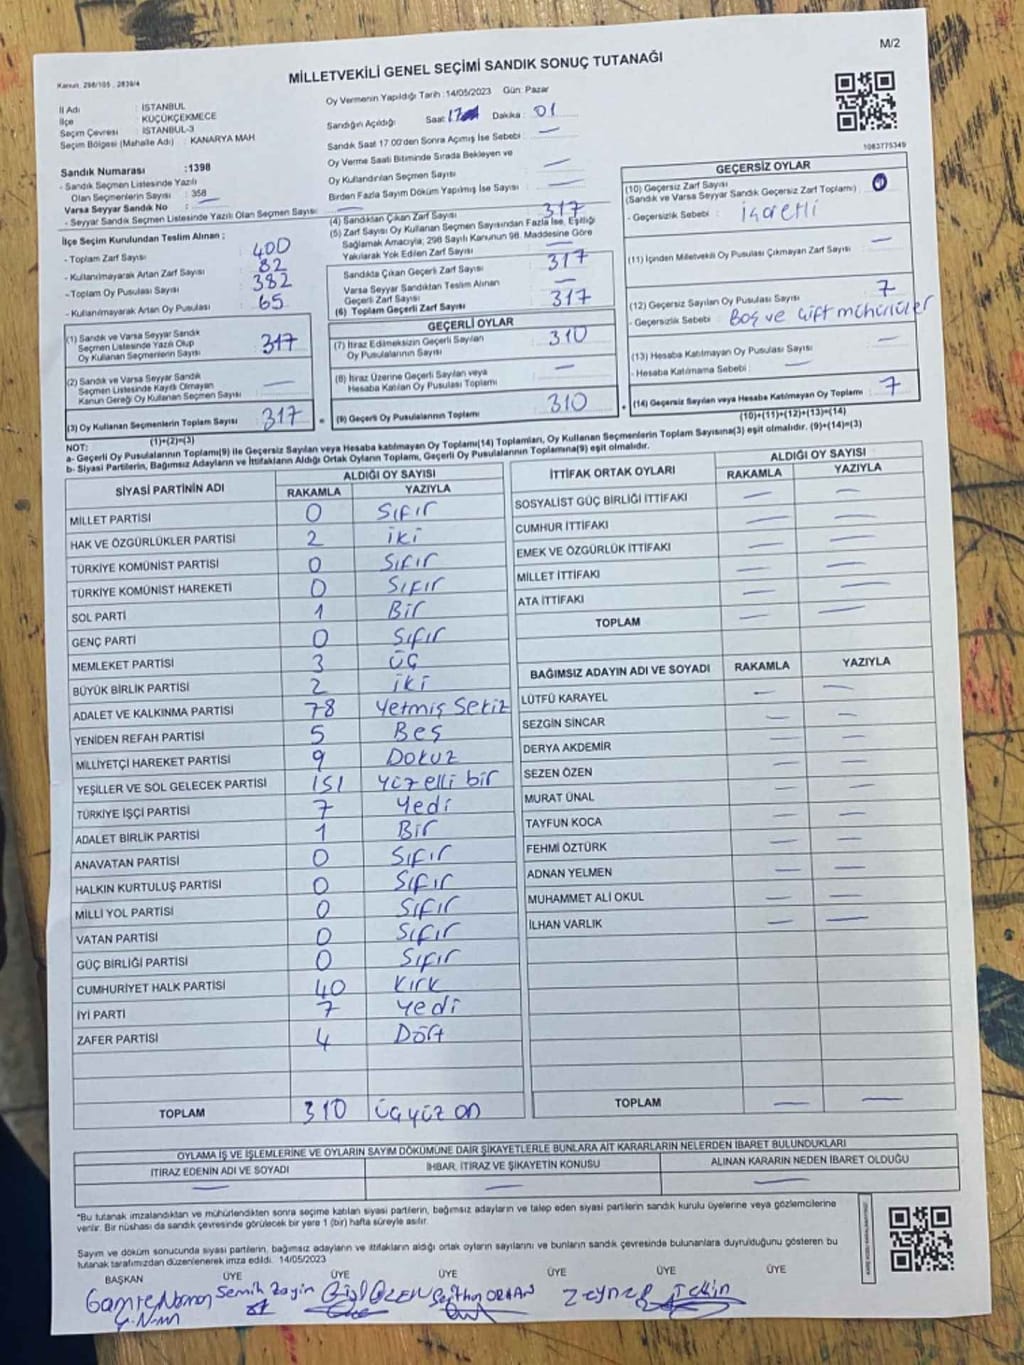 M/2
Kanun: 298/105 , 2839/4
MİLLETVEKİLİ GENEL SEÇİMİ SANDIK SONUÇ TUTANAĞI
İl Adı : İSTANBUL
İlçe : KÜÇÜKÇEKMECE
Seçim Çevresi : İSTANBUL-3
Seçim Bölgesi (Mahalle Adı) : KANARYA MAH
Oy Vermenin Yapıldığı Tarih :14/05/2023 Gün: Pazar
Sandığın Açıldığı Saat : 17 Dakika : 01
Sandık Saat 17.00'den Sonra Açımış İse Sebebi : —
Oy Verme Saati Bitiminde Sırada Bekleyen ve
Oy Kullandırılan Seçmen Sayısı : —
Birden Fazla Sayım Döküm Yapılmış İse Sayısı : —
1083775349
Sandık Numarası :1398
- Sandık Seçmen Listesinde Yazılı
Olan Seçmenlerin Sayısı : 358
Varsa Seyyar Sandık No : —
- Seyyar Sandık Seçmen Listesinde Yazılı Olan Seçmen Sayısı: —
İlçe Seçim Kurulundan Teslim Alınan ;
- Toplam Zarf Sayısı : 400
- Kullanılmayarak Artan Zarf Sayısı : 82
- Toplam Oy Pusulası Sayısı : 382
- Kullanılmayarak Artan Oy Pusulası : 65
(1) Sandık ve Varsa Seyyar Sandık
Seçmen Listesinde Yazılı Olup
Oy Kullanan Seçmenlerin Sayısı : 317
(2) Sandık ve Varsa Seyyar Sandık
Seçmen Listesinde Kaydı Olmayan
Kanun Gereği Oy Kullanan Seçmen Sayısı : —
(3) Oy Kullanan Seçmenlerin Toplam Sayısı : 317
(1)+(2)=(3)
(4) Sandıktan Çıkan Zarf Sayısı : 317
(5) Zarf Sayısı Oy Kullanan Seçmen Sayısından Fazla İse, Eşitliği
Sağlamak Amacıyla; 298 Sayılı Kanunun 98. Maddesine Göre
Yakılarak Yok Edilen Zarf Sayısı : —
Sandıkta Çıkan Geçerli Zarf Sayısı : 317
Varsa Seyyar Sandıktan Teslim Alınan
Geçerli Zarf Sayısı : —
(6) Toplam Geçerli Zarf Sayısı : 317
GEÇERLİ OYLAR
(7) İtiraz Edilmeksizin Geçerli Sayılan
Oy Pusulalarının Sayısı : 310
(8) İtiraz Üzerine Geçerli Sayılan veya
Hesaba Katılan Oy Pusulası Toplamı : —
(9) Geçerli Oy Pusulalarının Toplamı : 310
GEÇERSİZ OYLAR
(10) Geçersiz Zarf Sayısı
(Sandık ve Varsa Seyyar Sandık Geçersiz Zarf Toplamı) :
- Geçersizlik Sebebi : İşaretli
(11) İçinden Milletvekili Oy Pusulası Çıkmayan Zarf Sayısı : —
(12) Geçersiz Sayılan Oy Pusulası Sayısı : 7
- Geçersizlik Sebebi : Boş ve çift mühürlüler
(13) Hesaba Katılmayan Oy Pusulası Sayısı : —
- Hesaba Katılmama Sebebi : —
(14) Geçersiz Sayılan veya Hesaba Katılmayan Oy Toplamı : 7
(10)+(11)+(12)+(13)=(14)
NOT:
a- Geçerli Oy Pusulalarının Toplamı(9) ile Geçersiz Sayılan veya Hesaba katılmayan Oy Toplamı(14) Toplamları, Oy Kullanan Seçmenlerin Toplam Sayısına(3) eşit olmalıdır. (9)+(14)=(3)
b- Siyasi Partilerin, Bağımsız Adayların ve İttifakların Aldığı Ortak Oyların Toplamı, Geçerli Oy Pusulalarının Toplamına(9) eşit olmalıdır.
SİYASİ PARTİNİN ADI ALDIĞI OY SAYISI
RAKAMLA YAZIYLA
MİLLET PARTİSİ 0 Sıfır
HAK VE ÖZGÜRLÜKLER PARTİSİ 2 iki
TÜRKİYE KOMÜNİST PARTİSİ 0 Sıfır
TÜRKİYE KOMÜNİST HAREKETİ 0 Sıfır
SOL PARTİ 1 Bir
GENÇ PARTİ 0 Sıfır
MEMLEKET PARTİSİ 3 üç
BÜYÜK BİRLİK PARTİSİ 2 iki
ADALET VE KALKINMA PARTİSİ 78 Yetmiş Sekiz
YENİDEN REFAH PARTİSİ 5 Beş
MİLLİYETÇİ HAREKET PARTİSİ 9 Dokuz
YEŞİLLER VE SOL GELECEK PARTİSİ 151 Yüzelli bir
TÜRKİYE İŞÇİ PARTİSİ 7 Yedi
ADALET BİRLİK PARTİSİ 1 Bir
ANAVATAN PARTİSİ 0 Sıfır
HALKIN KURTULUŞ PARTİSİ 0 Sıfır
MİLLİ YOL PARTİSİ 0 Sıfır
VATAN PARTİSİ 0 Sıfır
GÜÇ BİRLİĞİ PARTİSİ 0 Sıfır
CUMHURİYET HALK PARTİSİ 40 Kırk
İYİ PARTİ 7 Yedi
ZAFER PARTİSİ 4 Dört
TOPLAM 310 üçyüz on
İTTİFAK ORTAK OYLARI ALDIĞI OY SAYISI
RAKAMLA YAZIYLA
SOSYALİST GÜÇ BİRLİĞİ İTTİFAKI — —
CUMHUR İTTİFAKI — —
EMEK VE ÖZGÜRLÜK İTTİFAKI — —
MİLLET İTTİFAKI — —
ATA İTTİFAKI — —
TOPLAM — —
BAĞIMSIZ ADAYIN ADI VE SOYADI RAKAMLA YAZIYLA
LÜTFÜ KARAYEL — —
SEZGİN SİNCAR — —
DERYA AKDEMİR — —
SEZEN ÖZEN — —
MURAT ÜNAL — —
TAYFUN KOCA — —
FEHMİ ÖZTÜRK — —
ADNAN YELMEN — —
MUHAMMET ALİ OKUL — —
İLHAN VARLIK — —
TOPLAM — —
OYLAMA İŞ VE İŞLEMLERİNE VE OYLARIN SAYIM DÖKÜMÜNE DAİR ŞİKAYETLERLE BUNLARA AİT KARARLARIN NELERDEN İBARET BULUNDUKLARI
İTİRAZ EDENİN ADI VE SOYADI İHBAR, İTİRAZ VE ŞİKAYETİN KONUSU ALINAN KARARIN NEDEN İBARET OLDUĞU
— — —
*Bu tutanak imzalandıktan ve mühürlendikten sonra seçime katılan siyasi partilerin, bağımsız adayların ve talep eden siyasi partilerin sandık kurulu üyelerine veya gözlemcilerine
verilir. Bir nüshası da sandık çevresinde görülecek bir yere 1 (bir) hafta süreyle asılır.
Sayım ve döküm sonucunda siyasi partilerin, bağımsız adayların ve ittifakların aldığı ortak oyların sayılarını ve bunların sandık çevresinde bulunanlara duyrulduğunu gösteren bu
tutanak tarafımızdan düzenlenerek imza edildi. 14/05/2023
BAŞKAN ÜYE ÜYE ÜYE ÜYE ÜYE ÜYE
Semih Zayin ÖZEN ORHAN Zeynep Tekin